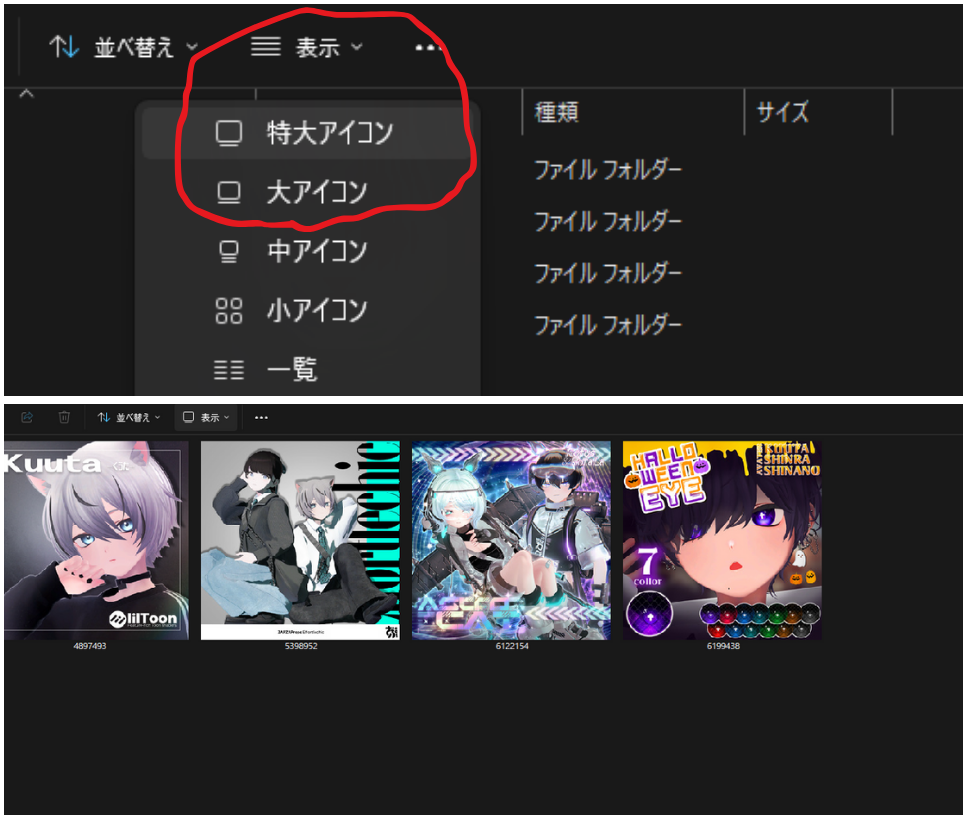 並べ替え
表示
特大アイコン
大アイコン
中アイコン
小アイコン
一覧
種類
サイズ
ファイル フォルダー
ファイル フォルダー
ファイル フォルダー
ファイル フォルダー
並べ替え
表示
Kuuta
lilToon
4897493
5398952
6122154
HALLO
WEEN
EYE
SHINRA
SHINANO
7
collor
6199438